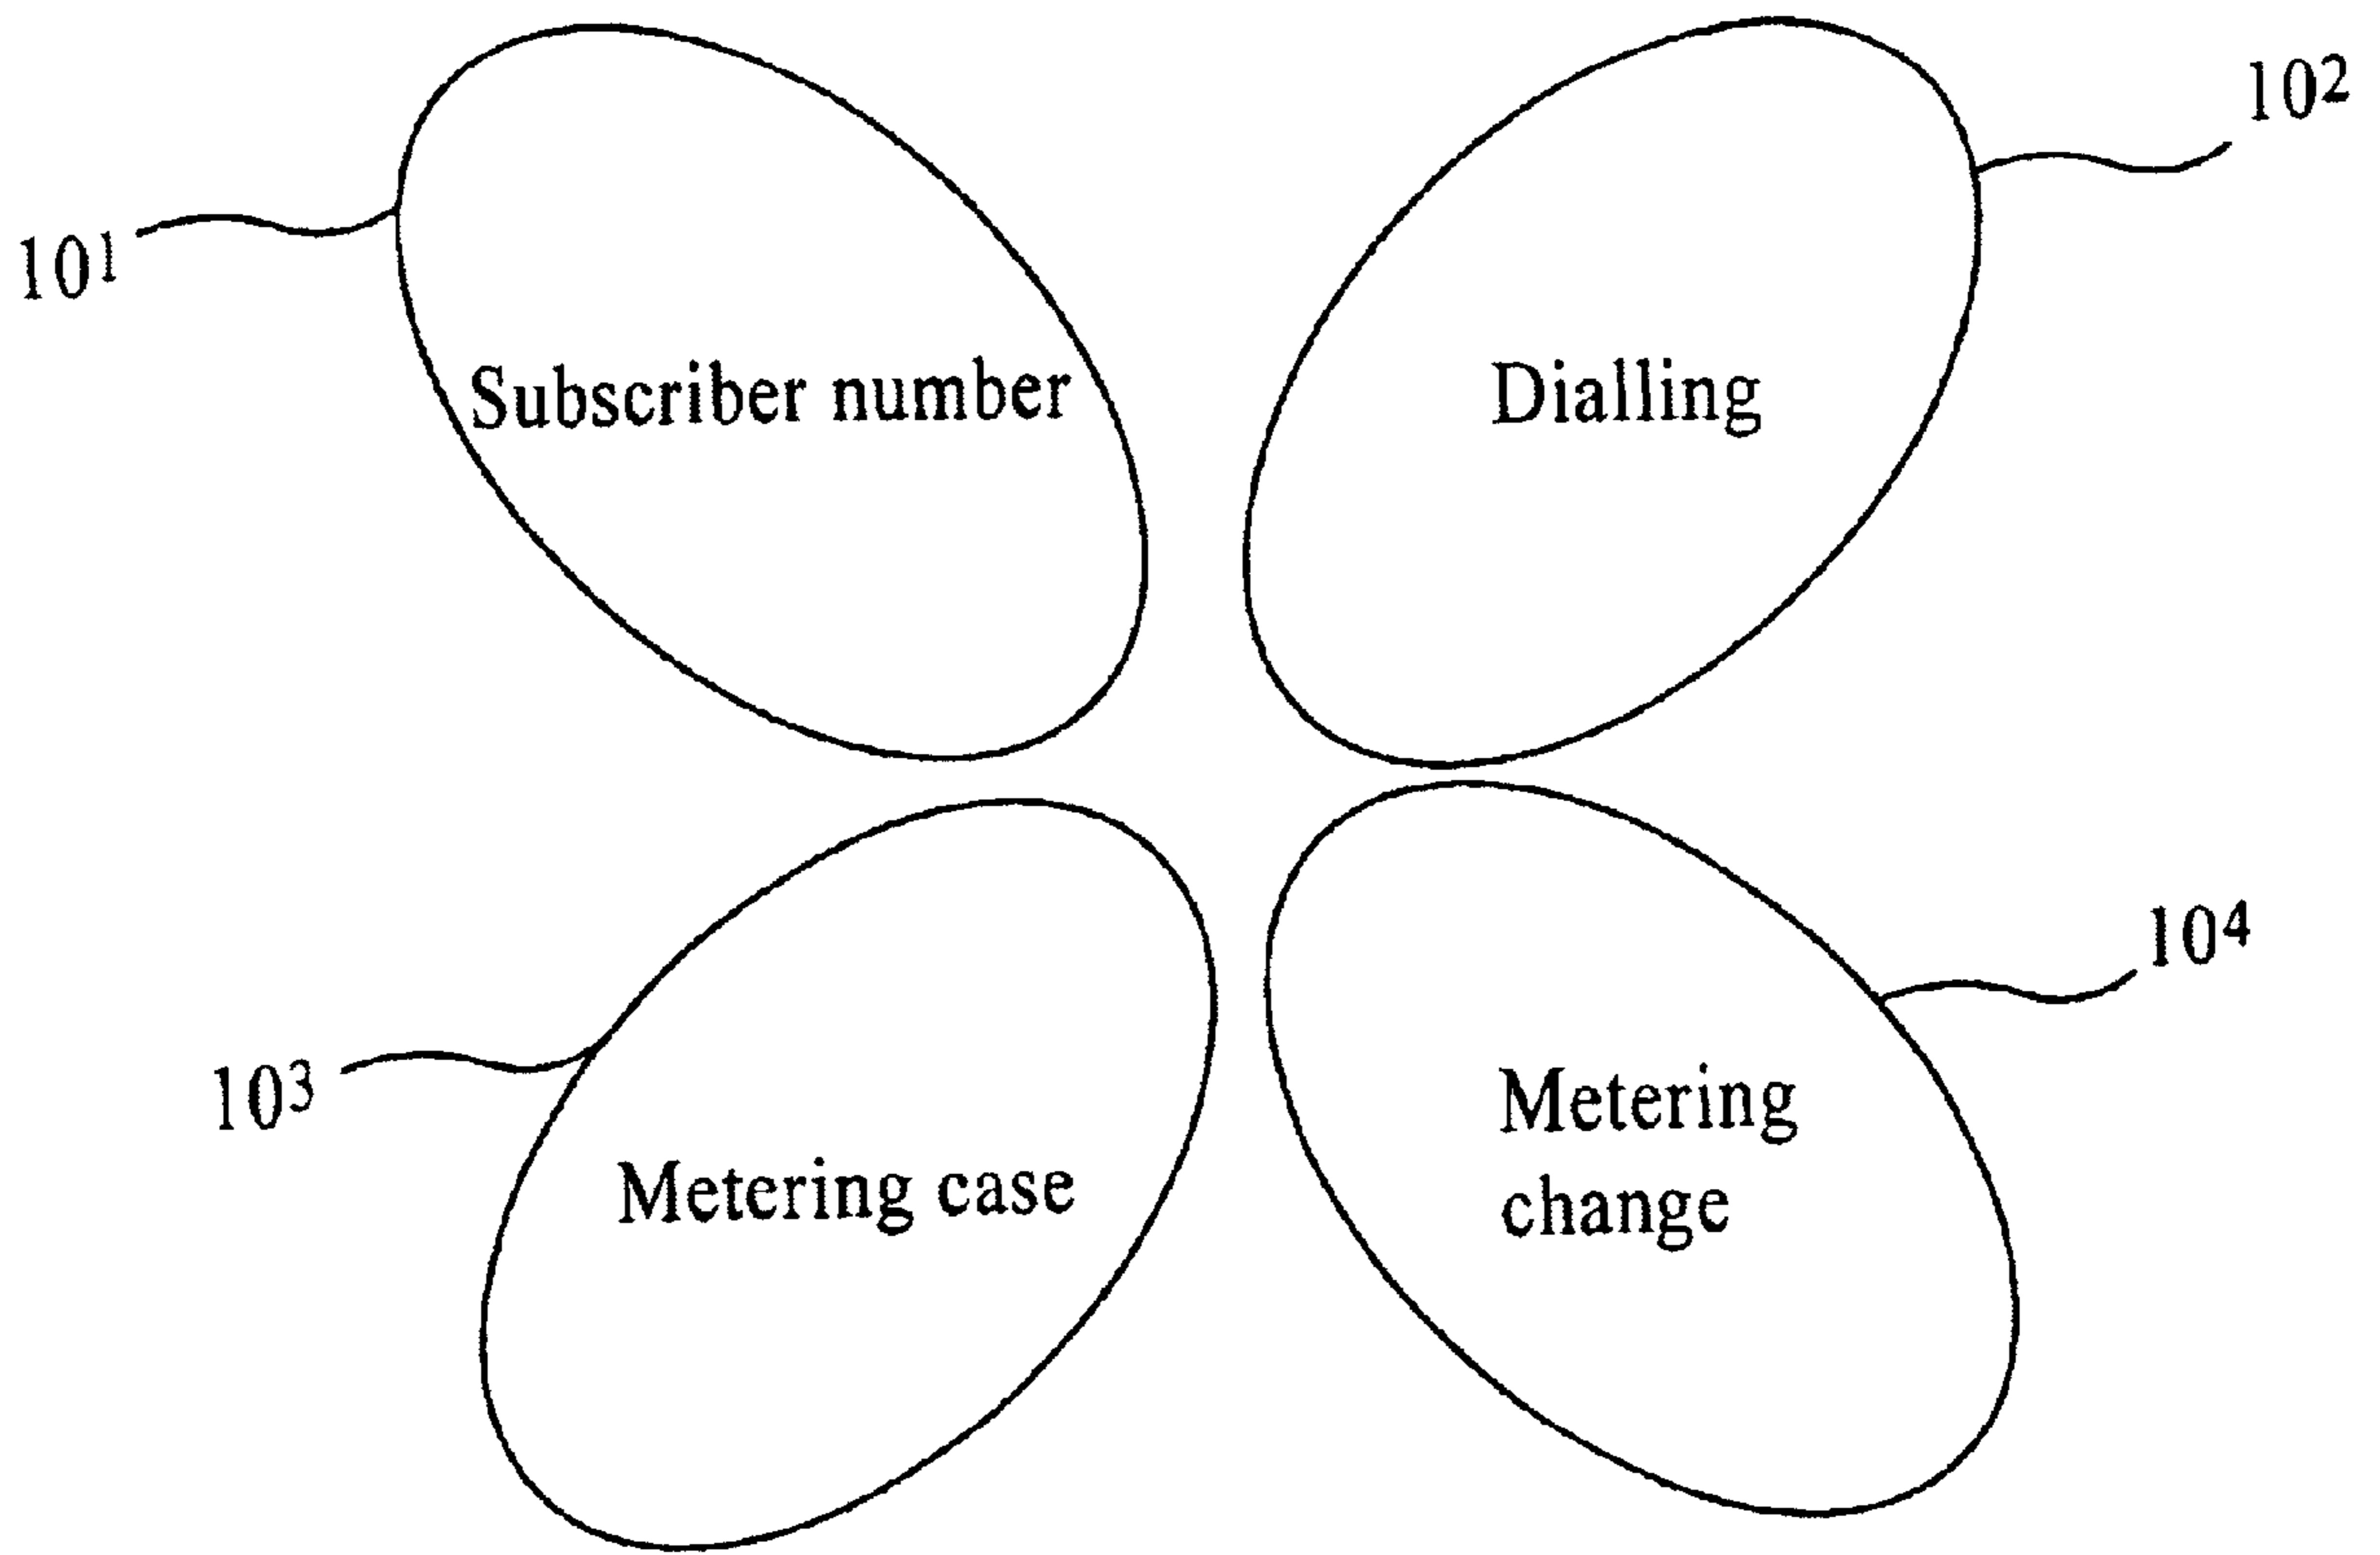 10²
10¹
Subscriber number
Dialling
10⁴
10³
Metering
change
Metering case